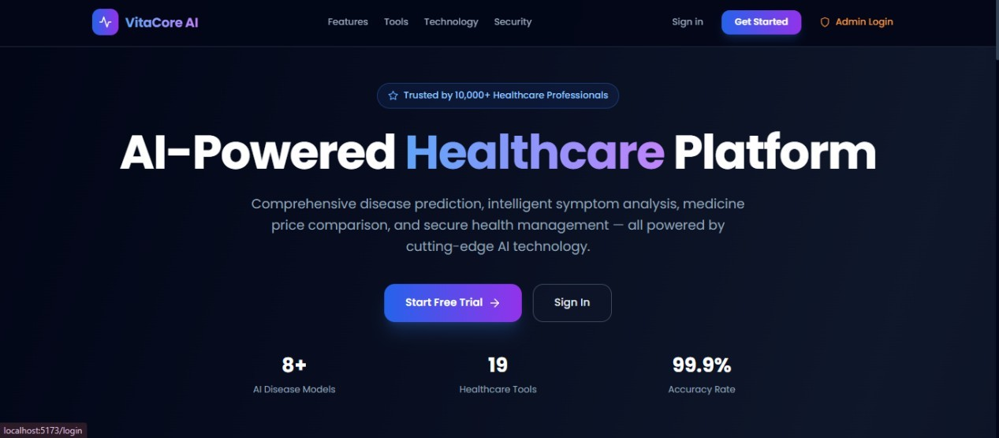 VitaCore AI
Features Tools Technology Security
Sign in Get Started Admin Login
Trusted by 10,000+ Healthcare Professionals
AI-Powered Healthcare Platform
Comprehensive disease prediction, intelligent symptom analysis, medicine
price comparison, and secure health management — all powered by
cutting-edge AI technology.
Start Free Trial → Sign In
8+ 19 99.9%
AI Disease Models Healthcare Tools Accuracy Rate
localhost:5173/login